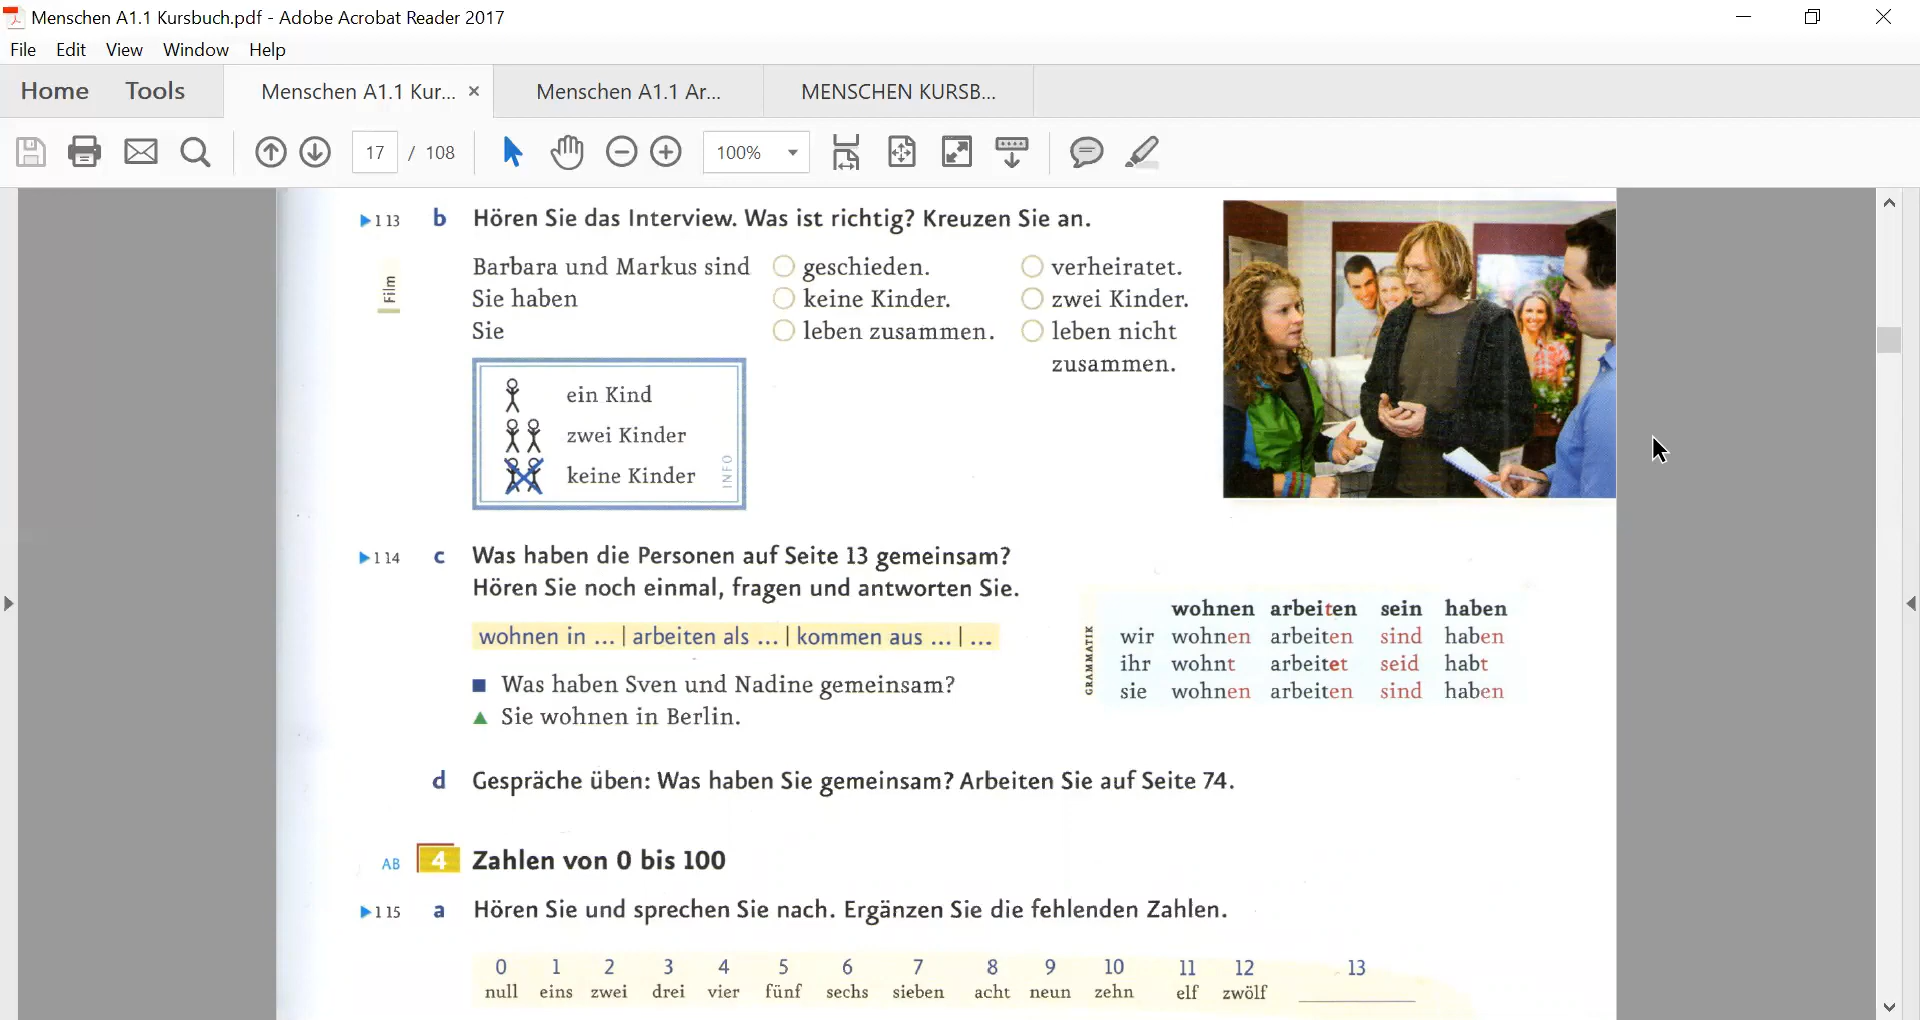 Menschen A1.1 Kursbuch.pdf - Adobe Acrobat Reader 2017
File Edit View Window Help
Home Tools Menschen A1.1 Kur... × Menschen A1.1 Ar... MENSCHEN KURSB...
17 / 108 100%
▶1 13 b Hören Sie das Interview. Was ist richtig? Kreuzen Sie an.
Film
Barbara und Markus sind geschieden. verheiratet.
Sie haben keine Kinder. zwei Kinder.
Sie leben zusammen. leben nicht
zusammen.
ein Kind
zwei Kinder
keine Kinder
INFO
▶1 14 c Was haben die Personen auf Seite 13 gemeinsam?
Hören Sie noch einmal, fragen und antworten Sie.
wohnen in ... | arbeiten als ... | kommen aus ... | ...
■ Was haben Sven und Nadine gemeinsam?
▲ Sie wohnen in Berlin.
GRAMMATIK
wohnen arbeiten sein haben
wir wohnen arbeiten sind haben
ihr wohnt arbeitet seid habt
sie wohnen arbeiten sind haben
d Gespräche üben: Was haben Sie gemeinsam? Arbeiten Sie auf Seite 74.
AB 4 Zahlen von 0 bis 100
▶1 15 a Hören Sie und sprechen Sie nach. Ergänzen Sie die fehlenden Zahlen.
0 1 2 3 4 5 6 7 8 9 10 11 12 13
null eins zwei drei vier fünf sechs sieben acht neun zehn elf zwölf